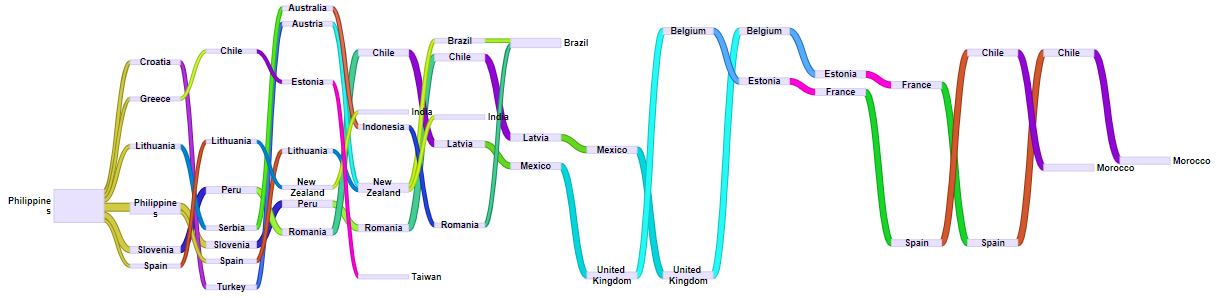 Philippine
s
Croatia
Greece
Lithuania
Philippine
s
Slovenia
Spain
Chile
Lithuania
Peru
Serbia
Slovenia
Spain
Turkey
Australia
Austria
Estonia
Lithuania
New
Zealand
Peru
Romania
Chile
India
Indonesia
New
Zealand
Romania
Taiwan
Brazil
Chile
India
Latvia
Romania
Brazil
Latvia
Mexico
Mexico
United
Kingdom
Belgium
United
Kingdom
Belgium
Estonia
Estonia
France
France
Spain
Chile
Spain
Chile
Morocco
Morocco